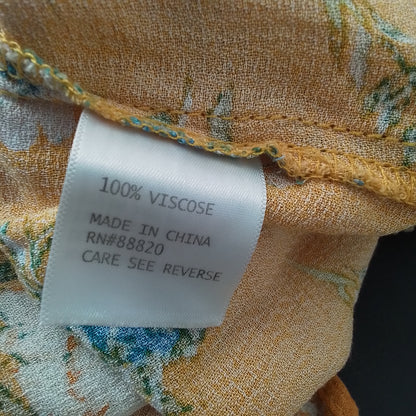 100% VISCOSE
MADE IN CHINA
RN#88820
CARE SEE REVERSE